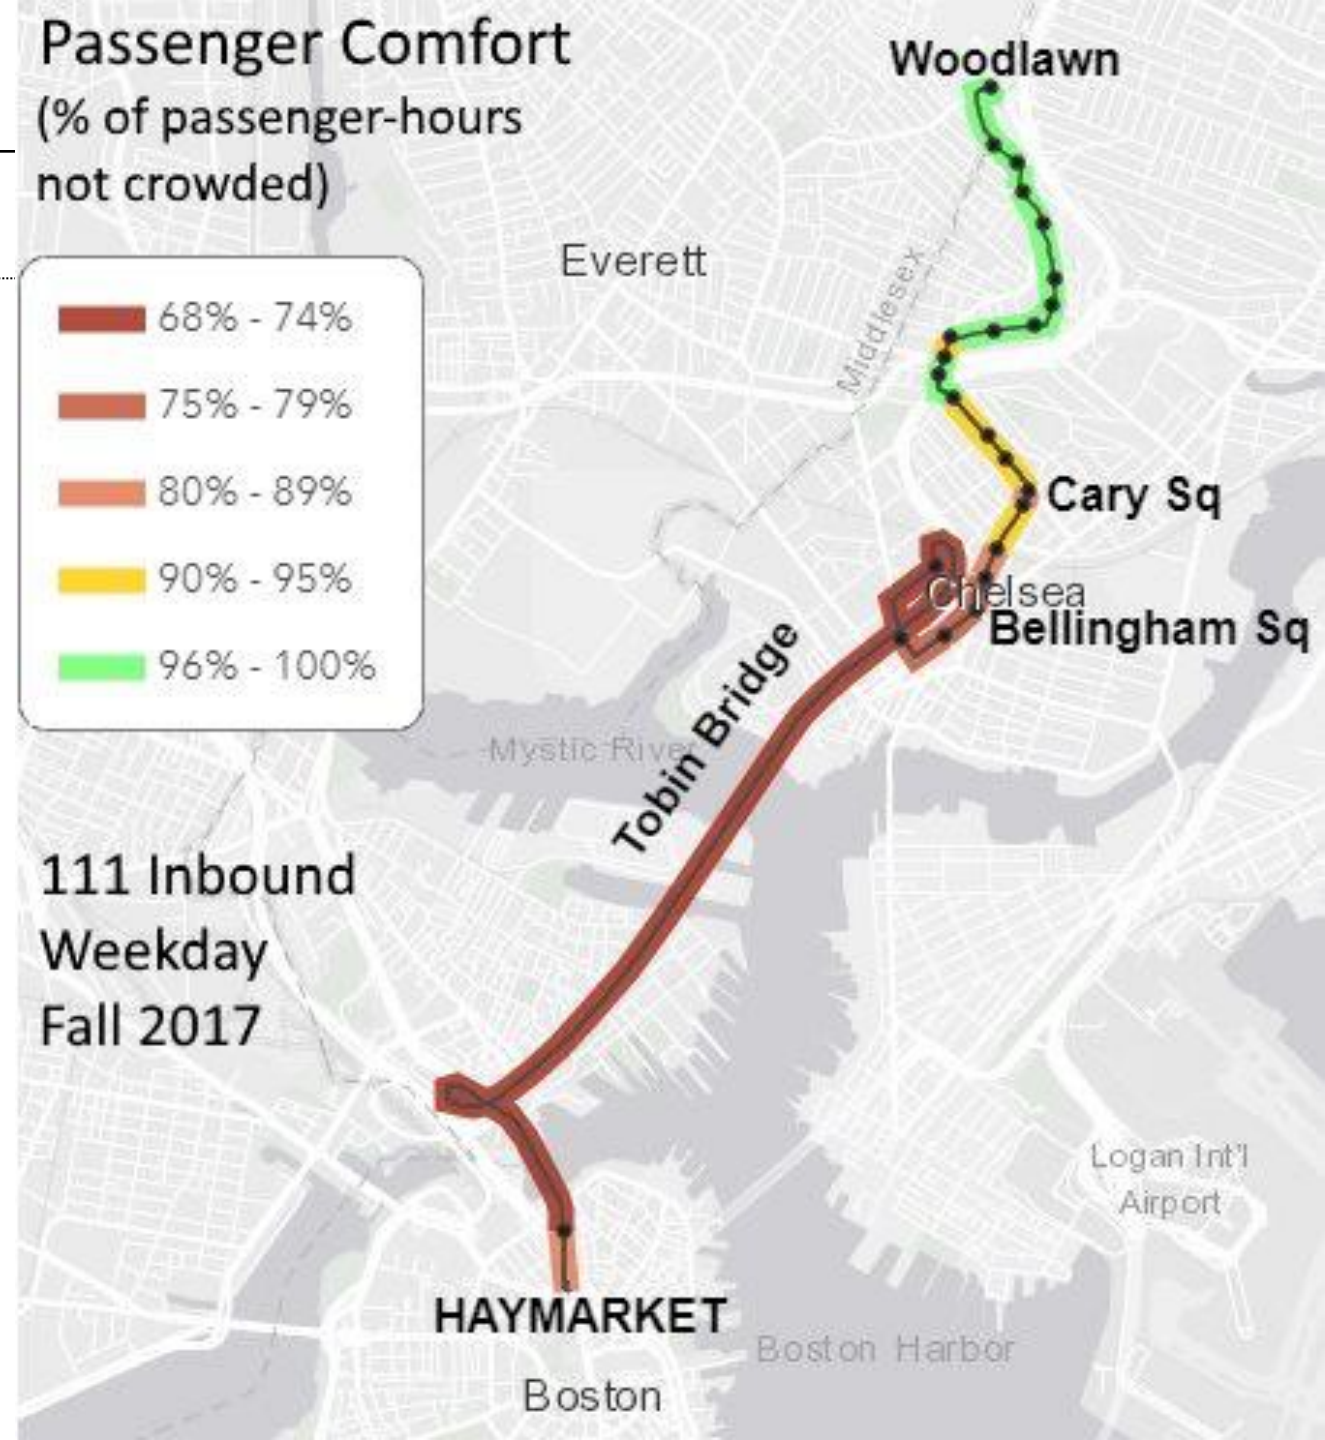 Passenger Comfort
(% of passenger-hours
not crowded)
68% - 74%
75% - 79%
80% - 89%
90% - 95%
96% - 100%
Woodlawn
Everett
Middlesex
Cary Sq
Chelsea
Bellingham Sq
Tobin Bridge
Mystic River
111 Inbound
Weekday
Fall 2017
Logan Int'l
Airport
HAYMARKET
Boston Harbor
Boston